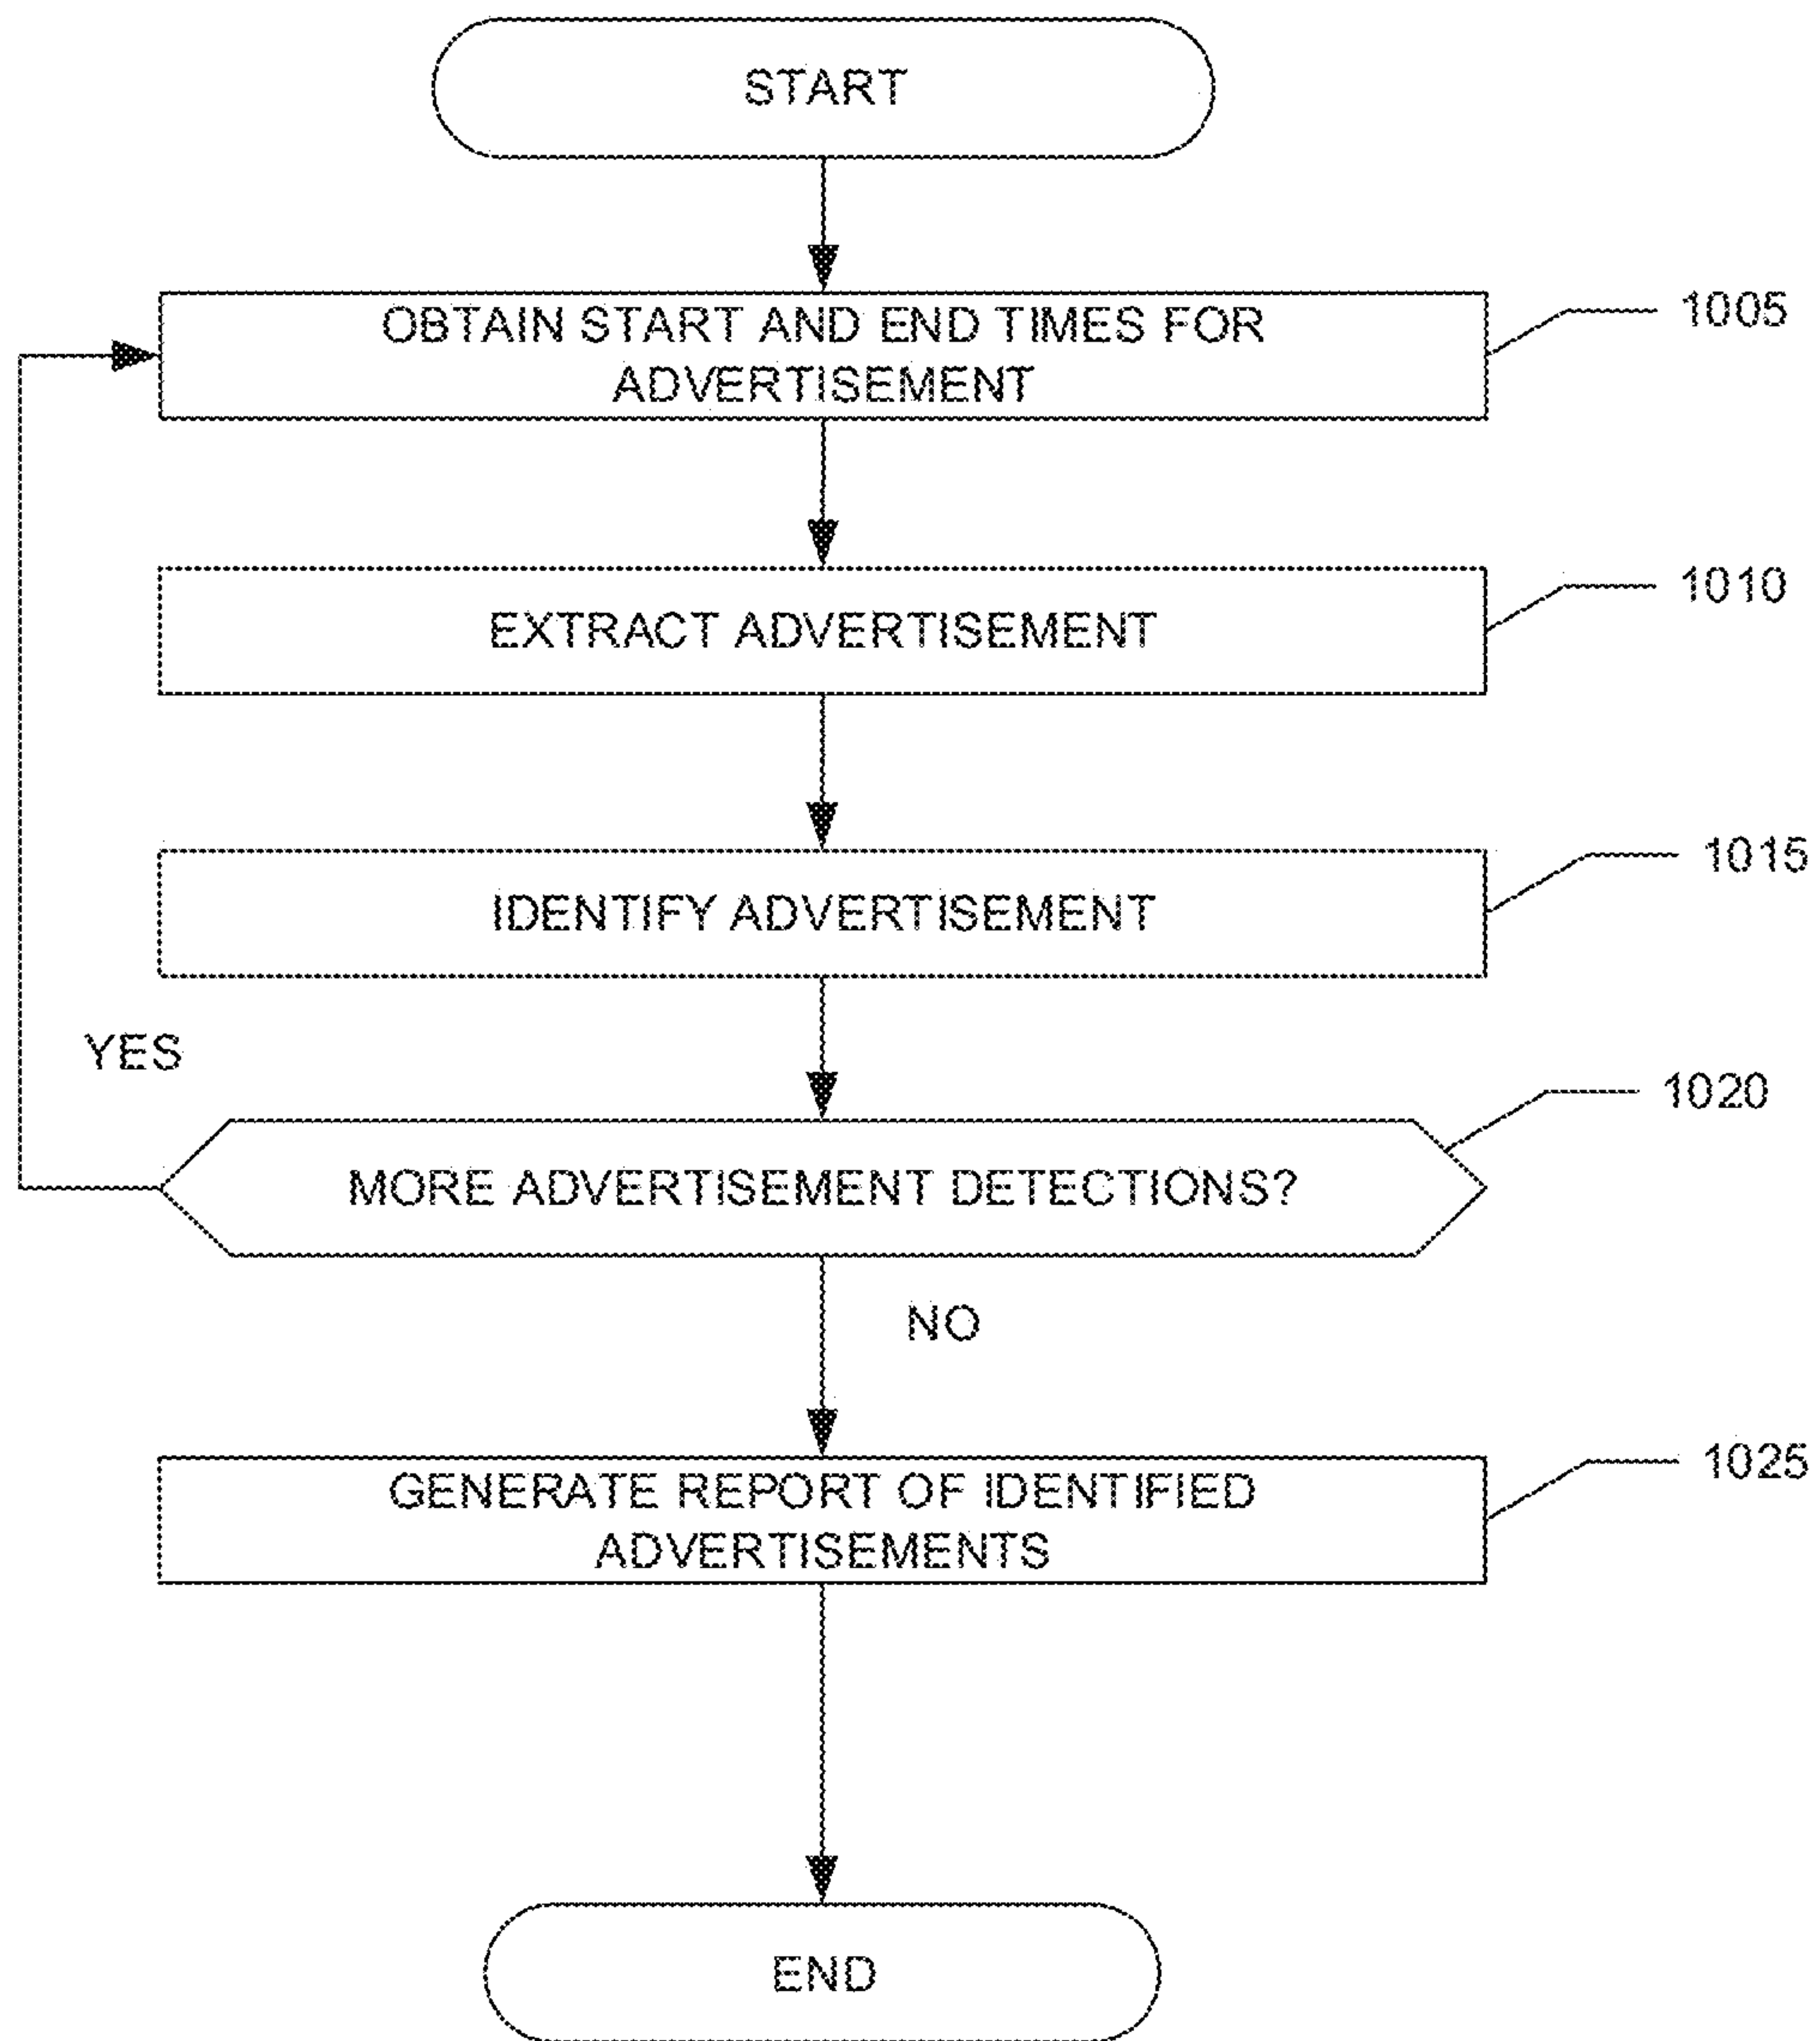 START
OBTAIN START AND END TIMES FOR
ADVERTISEMENT
1005
EXTRACT ADVERTISEMENT
1010
IDENTIFY ADVERTISEMENT
1015
YES
MORE ADVERTISEMENT DETECTIONS?
1020
NO
GENERATE REPORT OF IDENTIFIED
ADVERTISEMENTS
1025
END